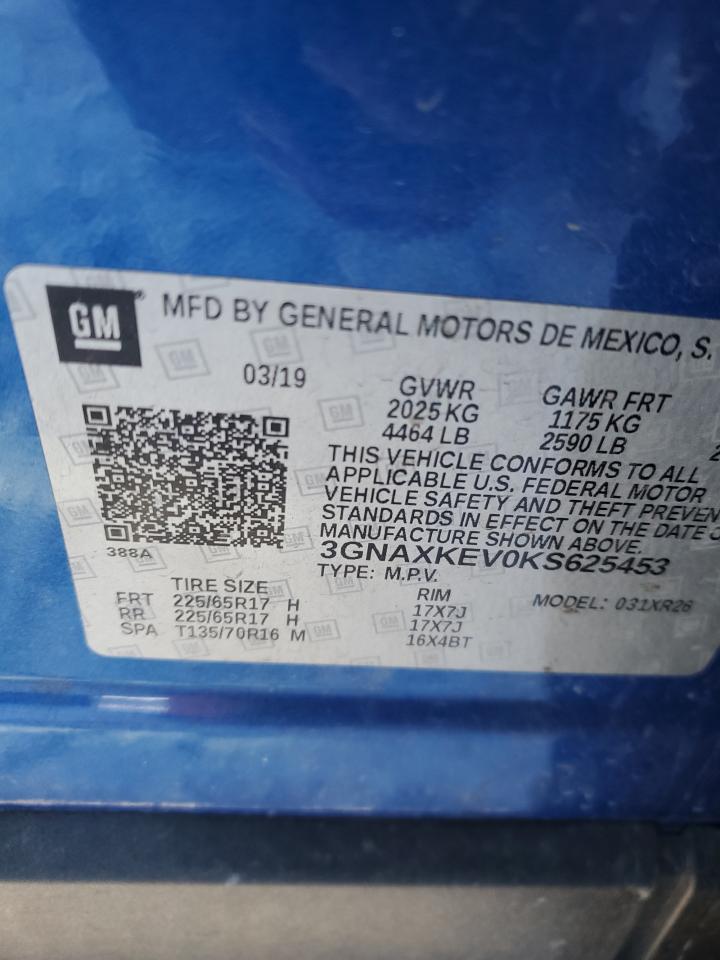 GM
MFD BY GENERAL MOTORS DE MEXICO, S.
03/19
GVWR
2025 KG
4464 LB
GAWR FRT
1175 KG
2590 LB
THIS VEHICLE CONFORMS TO ALL
APPLICABLE U.S. FEDERAL MOTOR
VEHICLE SAFETY AND THEFT PREVEN
STANDARDS IN EFFECT ON THE DATE O
MANUFACTURE SHOWN ABOVE.
3GNAXKEV0KS625453
TYPE: M.P.V.
MODEL: 031XR26
388A
TIRE SIZE
RIM
FRT 225/65R17 H 17X7J
RR 225/65R17 H 17X7J
SPA T135/70R16 M 16X4BT